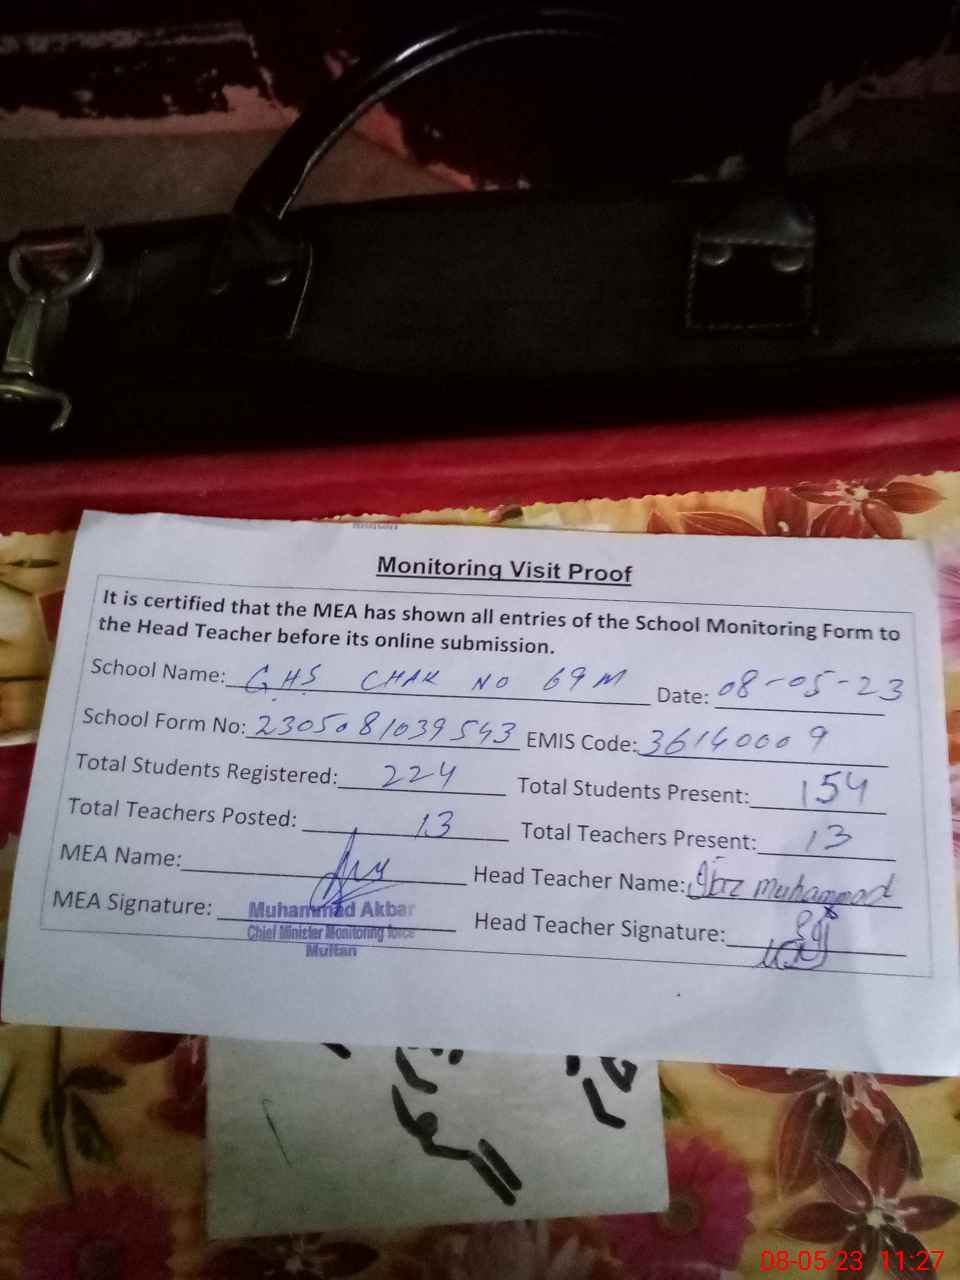 Monitoring Visit Proof
It is certified that the MEA has shown all entries of the School Monitoring Form to
the Head Teacher before its online submission.
School Name: GHS CHAK NO 69 M Date: 08-05-23
School Form No: 2305081039543 EMIS Code: 36140009
Total Students Registered: 224 Total Students Present: 154
Total Teachers Posted: 13 Total Teachers Present: 13
MEA Name: Head Teacher Name: Muhammad
MEA Signature: Head Teacher Signature:
Muhammad Akbar
Chief Minister Monitoring force
Multan
08-05-23 11:27